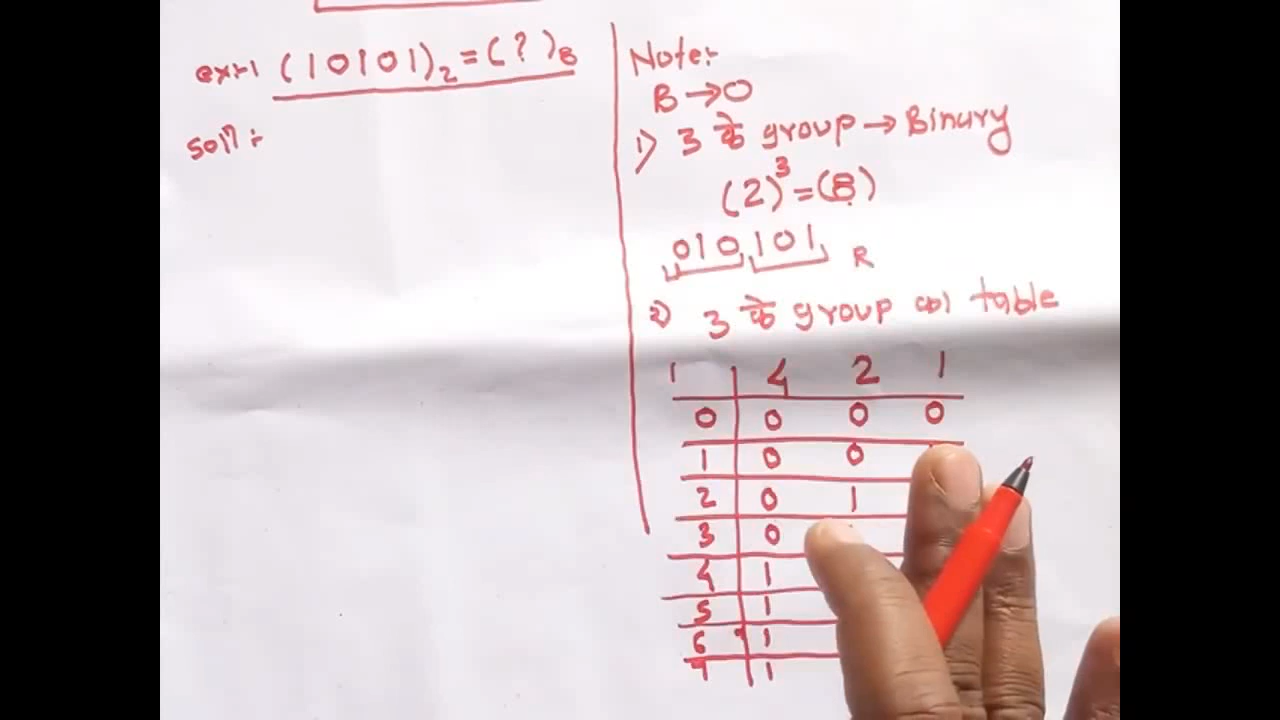 ex:-1 (10101)2 = (?)8
Soln:-
Note:-
B → O
1) 3 के group → Binary
(2)³ = (8)
010,101 R
2) 3 के group का table
1 4 2 1
0 0 0 0
1 0 0
2 0 1
3 0
4 1
5 1
6 1
7 1